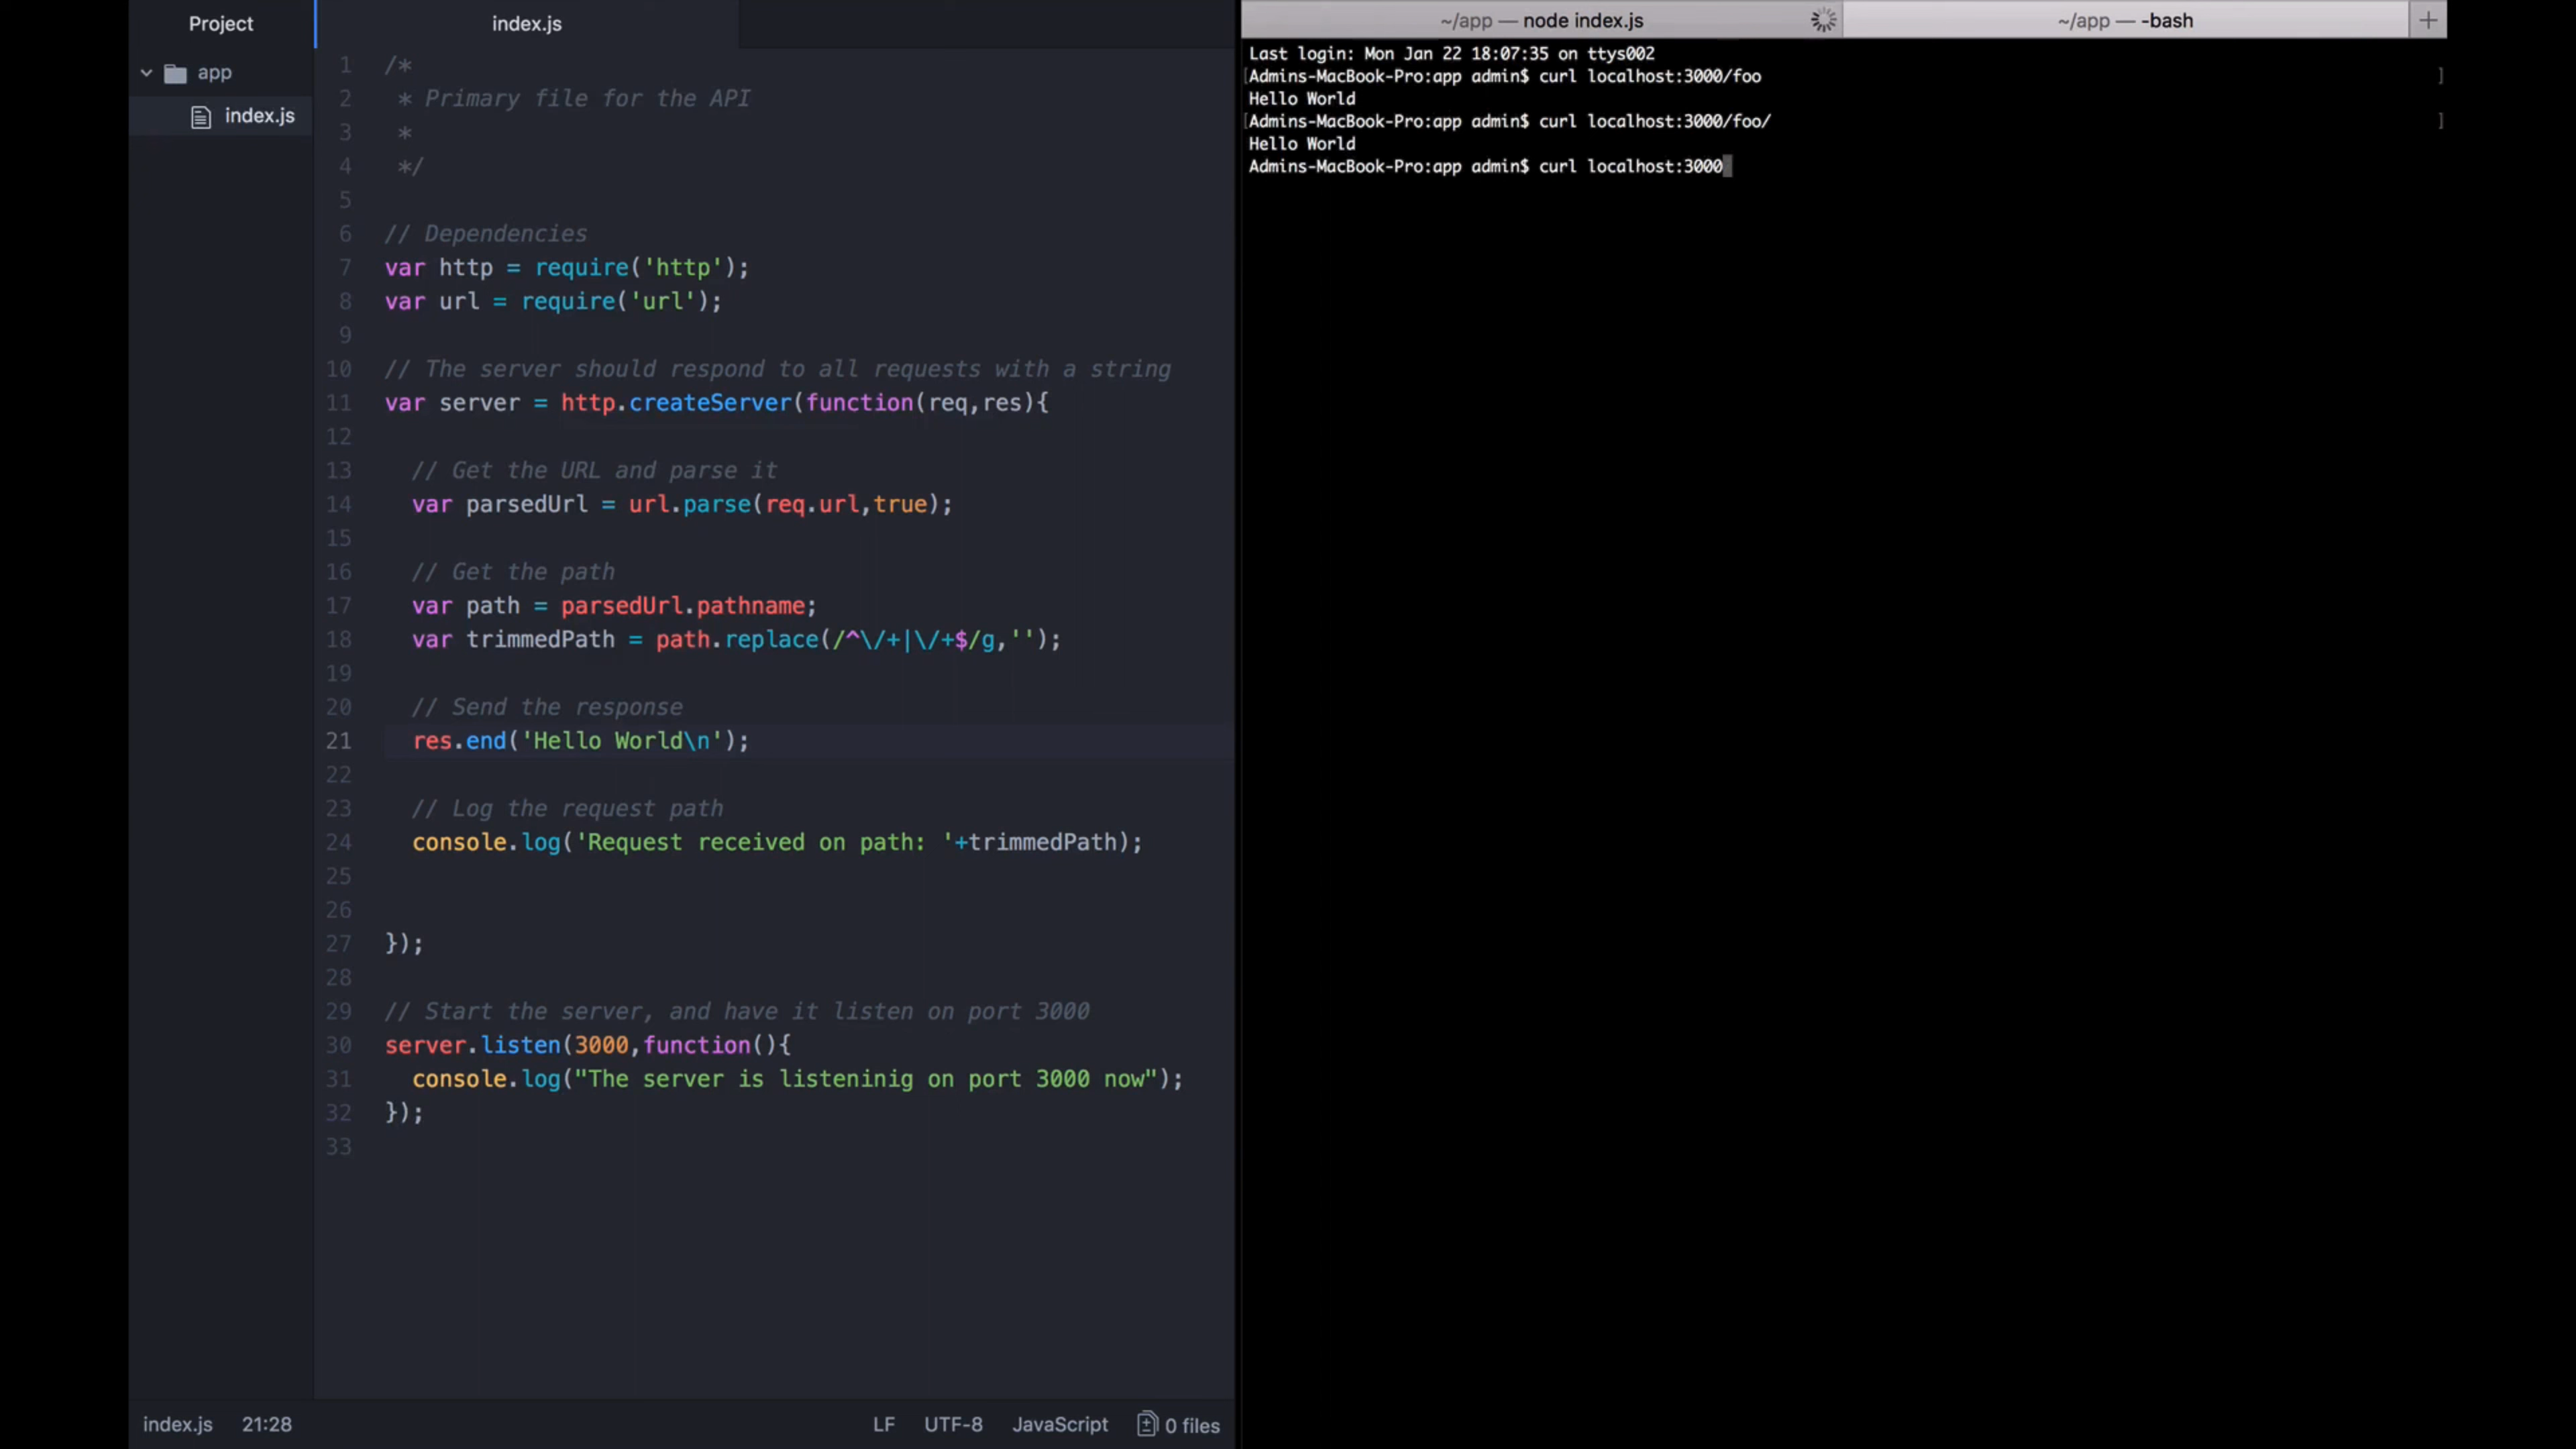 Project
app
index.js
index.js
1 /*
2 * Primary file for the API
3 *
4 */
5
6 // Dependencies
7 var http = require('http');
8 var url = require('url');
9
10 // The server should respond to all requests with a string
11 var server = http.createServer(function(req,res){
12
13 // Get the URL and parse it
14 var parsedUrl = url.parse(req.url,true);
15
16 // Get the path
17 var path = parsedUrl.pathname;
18 var trimmedPath = path.replace(/^\/+|\/+$/g,'');
19
20 // Send the response
21 res.end('Hello World\n');
22
23 // Log the request path
24 console.log('Request received on path: '+trimmedPath);
25
26
27 });
28
29 // Start the server, and have it listen on port 3000
30 server.listen(3000,function(){
31 console.log("The server is listeninig on port 3000 now");
32 });
33
index.js 21:28 LF UTF-8 JavaScript 0 files
~/app — node index.js ~/app — -bash +
Last login: Mon Jan 22 18:07:35 on ttys002
[Admins-MacBook-Pro:app admin$ curl localhost:3000/foo ]
Hello World
[Admins-MacBook-Pro:app admin$ curl localhost:3000/foo/ ]
Hello World
Admins-MacBook-Pro:app admin$ curl localhost:3000